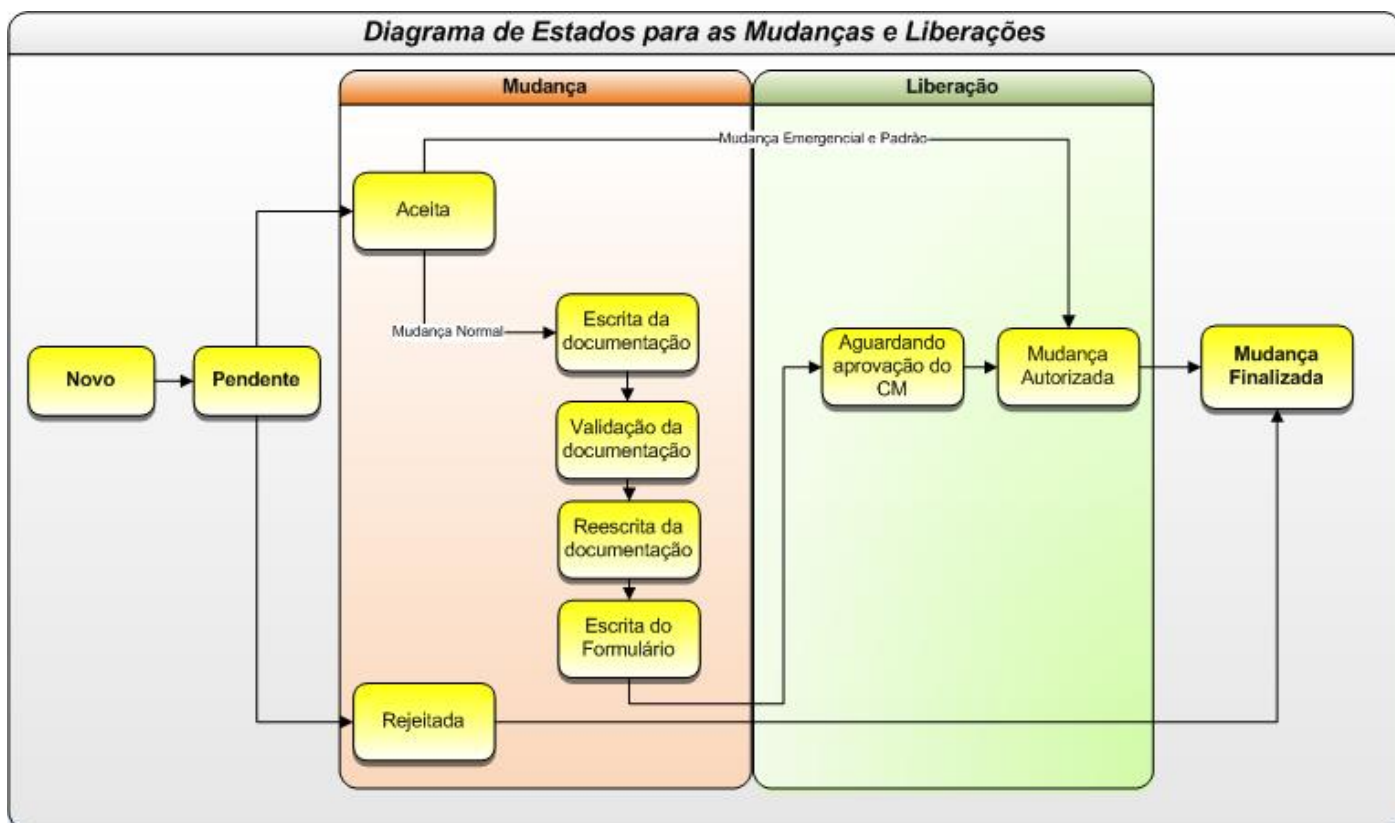 Diagrama de Estados para as Mudanças e Liberações
Mudança
Liberação
Mudança Emergencial e Padrão
Aceita
Mudança Normal
Escrita da
documentação
Novo
Pendente
Validação da
documentação
Reescrita da
documentação
Escrita do
Formulário
Rejeitada
Aguardando
aprovação do
CM
Mudança
Autorizada
Mudança
Finalizada